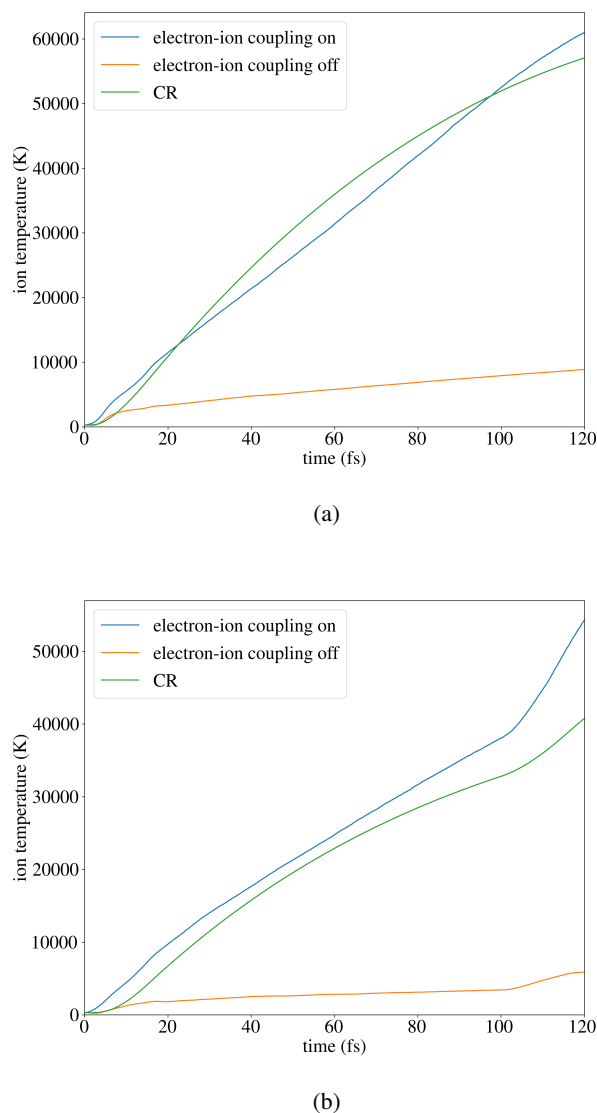 60000
50000
40000
30000
20000
10000
0
ion temperature (K)
electron-ion coupling on
electron-ion coupling off
CR
0 20 40 60 80 100 120
time (fs)
(a)
50000
40000
30000
20000
10000
0
ion temperature (K)
electron-ion coupling on
electron-ion coupling off
CR
0 20 40 60 80 100 120
time (fs)
(b)